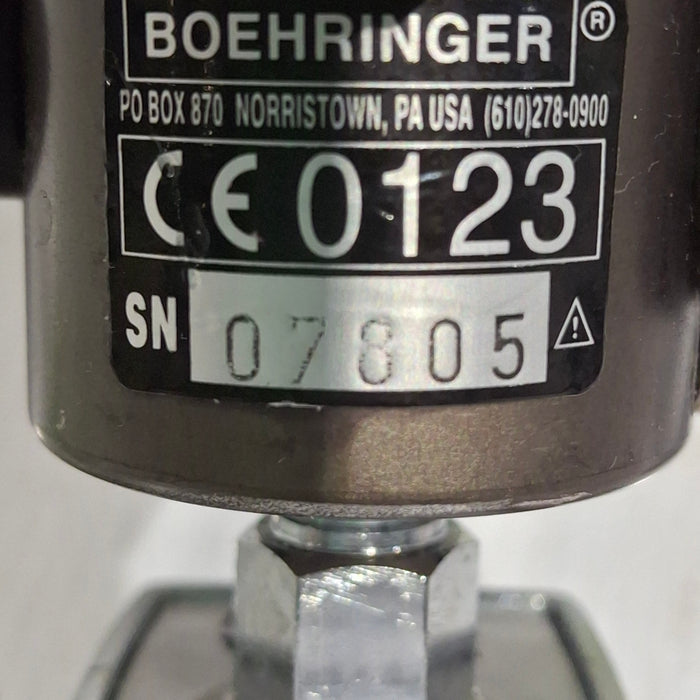 BOEHRINGER®
PO BOX 870 NORRISTOWN, PA USA (610)278-0900
CE 0123
SN 07805